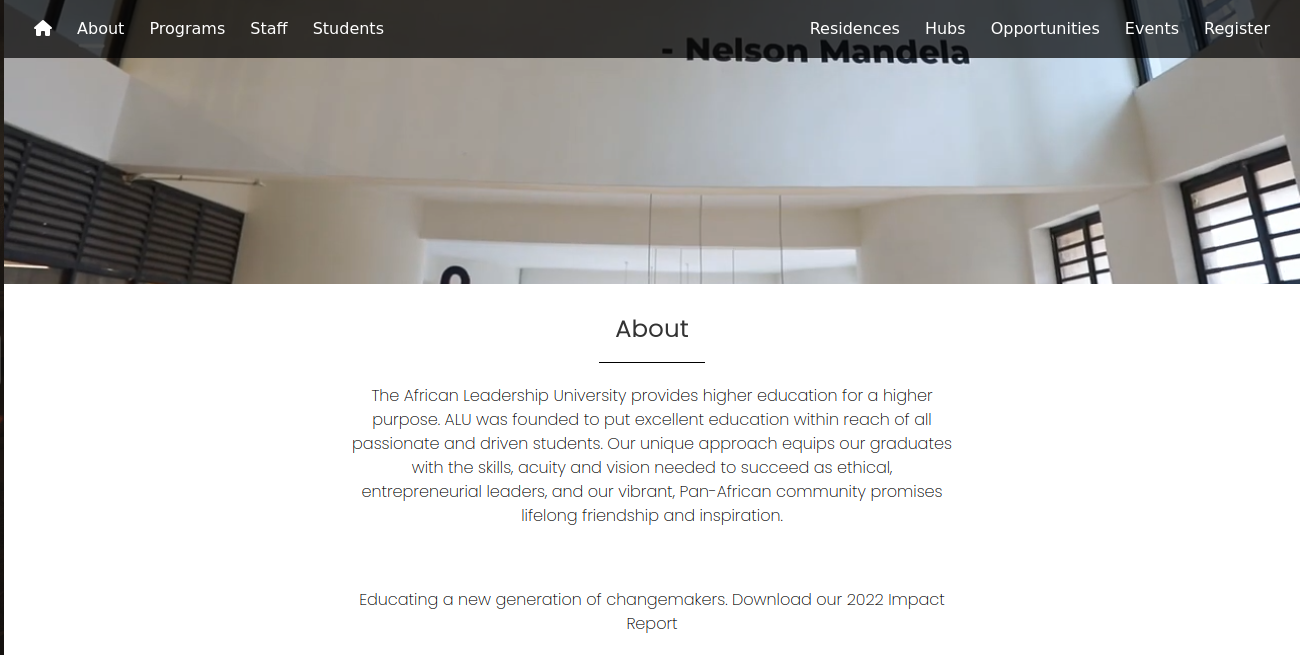 About Programs Staff Students Residences Hubs Opportunities Events Register
- Nelson Mandela
About
The African Leadership University provides higher education for a higher
purpose. ALU was founded to put excellent education within reach of all
passionate and driven students. Our unique approach equips our graduates
with the skills, acuity and vision needed to succeed as ethical,
entrepreneurial leaders, and our vibrant, Pan-African community promises
lifelong friendship and inspiration.
Educating a new generation of changemakers. Download our 2022 Impact
Report